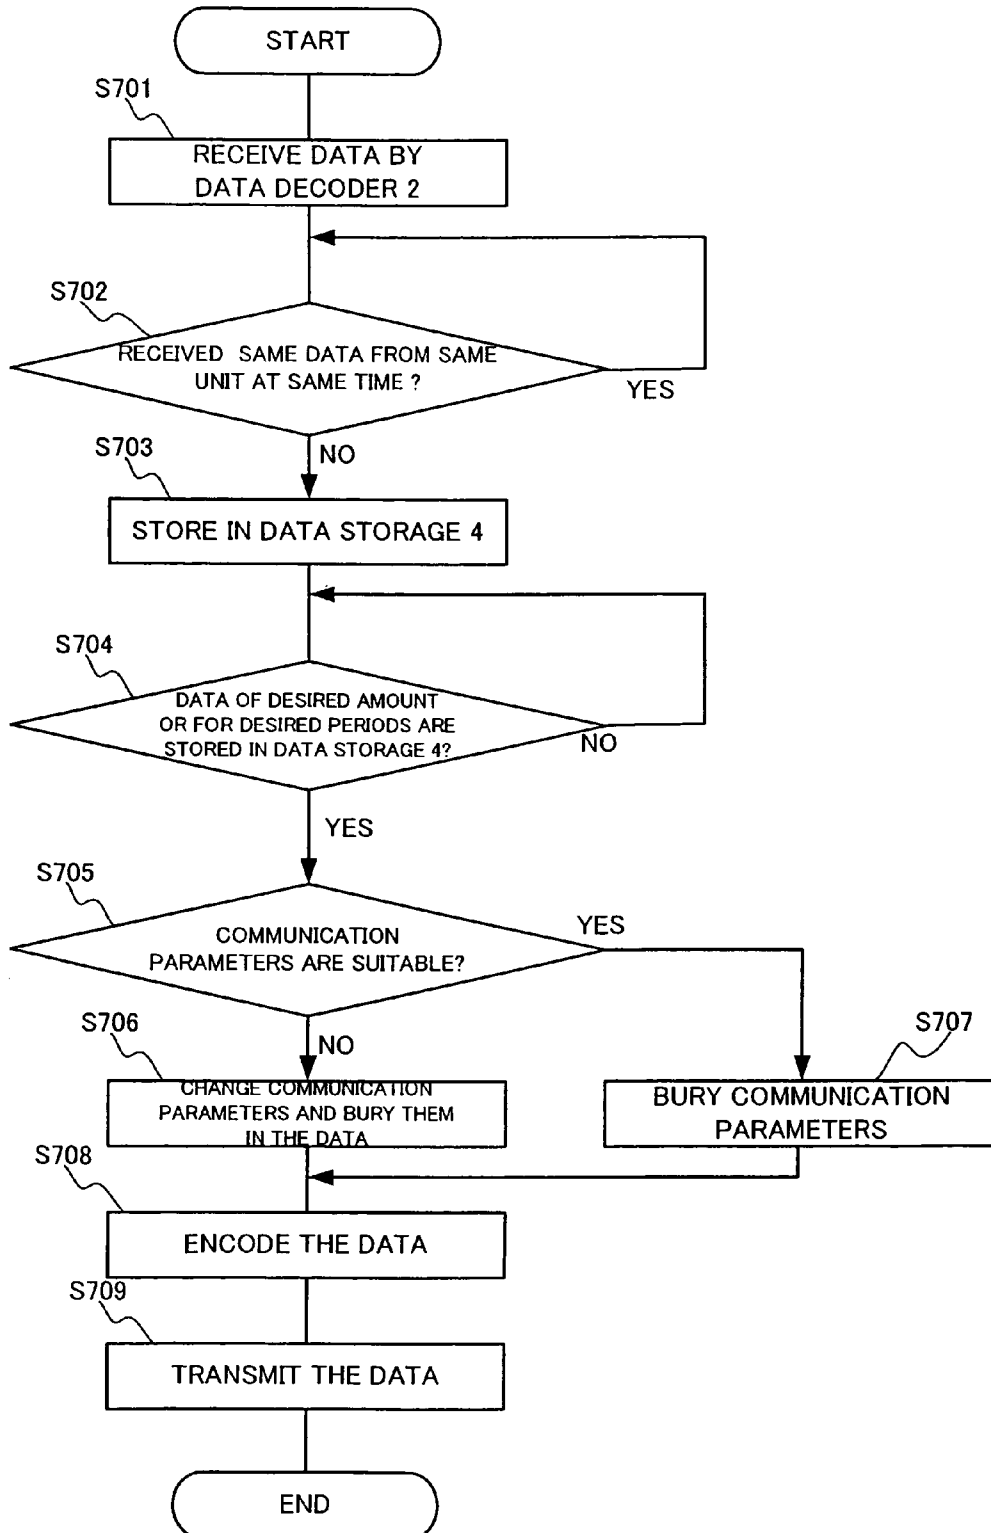 START
S701
RECEIVE DATA BY
DATA DECODER 2
S702
RECEIVED SAME DATA FROM SAME
UNIT AT SAME TIME ?
YES
NO
S703
STORE IN DATA STORAGE 4
S704
DATA OF DESIRED AMOUNT
OR FOR DESIRED PERIODS ARE
STORED IN DATA STORAGE 4?
NO
YES
S705
COMMUNICATION
PARAMETERS ARE SUITABLE?
YES
NO
S706
CHANGE COMMUNICATION
PARAMETERS AND BURY THEM
IN THE DATA
S707
BURY COMMUNICATION
PARAMETERS
S708
ENCODE THE DATA
S709
TRANSMIT THE DATA
END